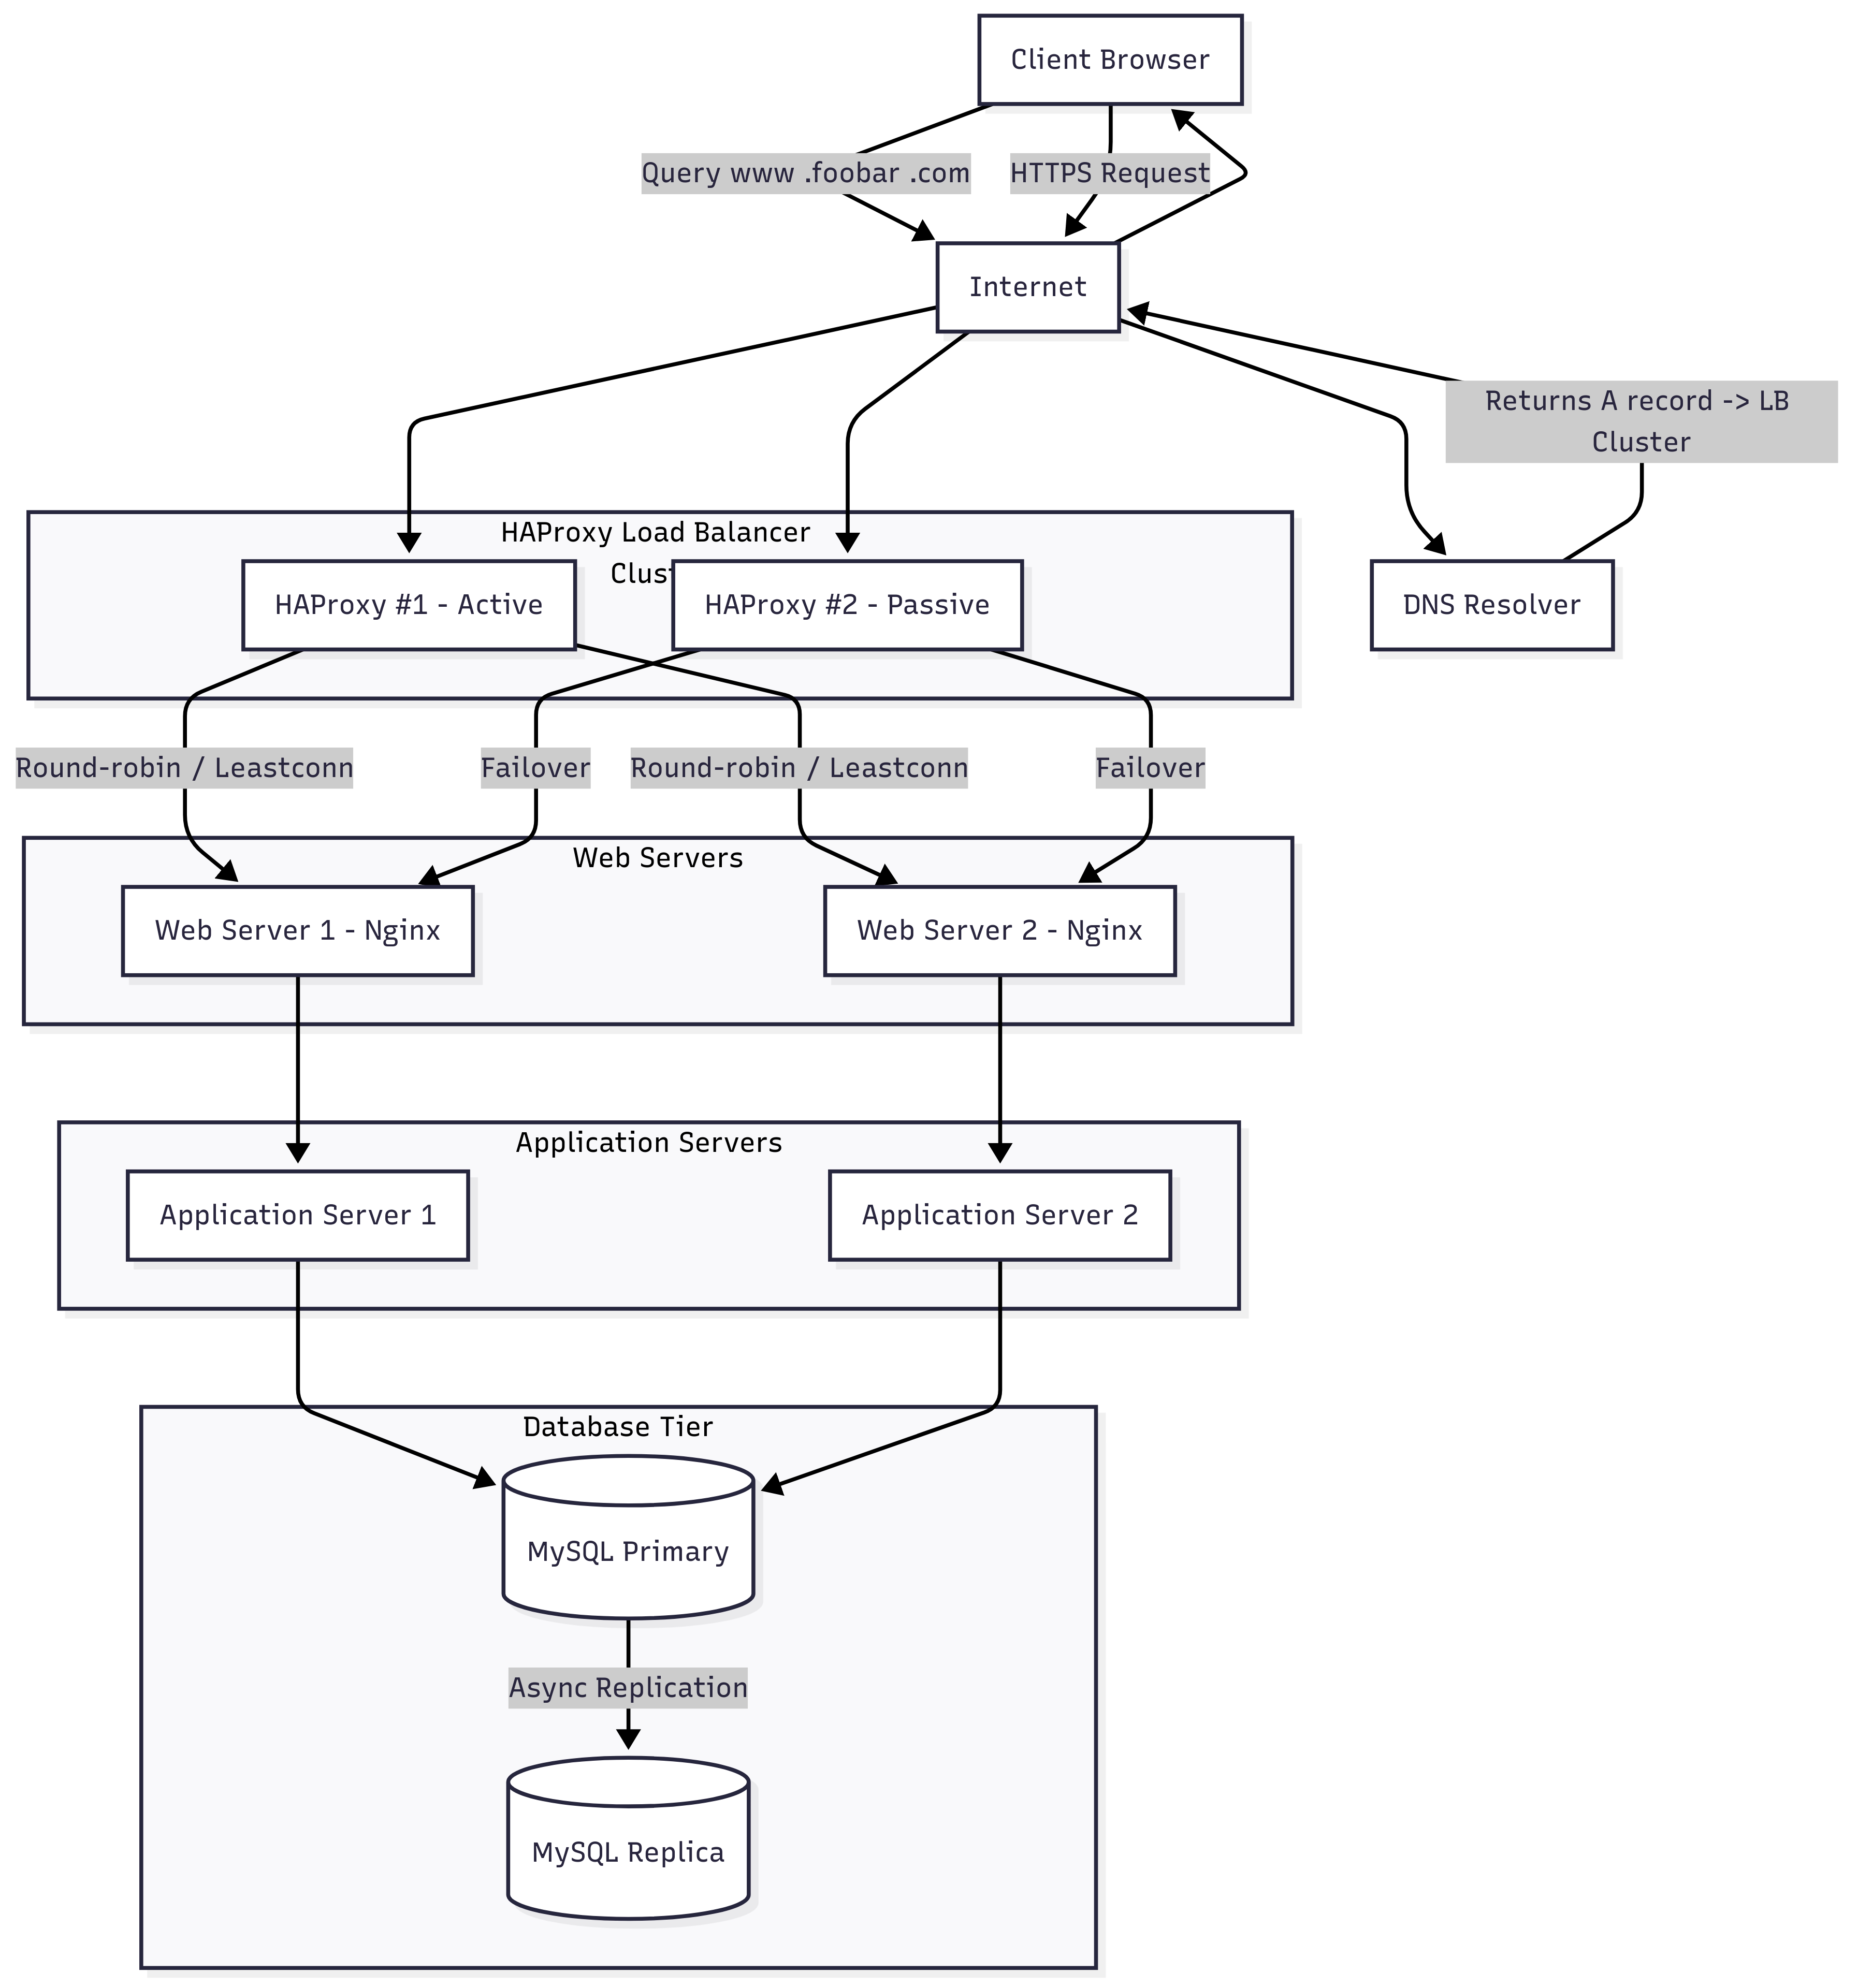 Client Browser
Query www .foobar .com
HTTPS Request
Internet
Returns A record -> LB
Cluster
HAProxy Load Balancer
HAProxy #1 - Active
HAProxy #2 - Passive
DNS Resolver
Round-robin / Leastconn
Failover
Round-robin / Leastconn
Failover
Web Servers
Web Server 1 - Nginx
Web Server 2 - Nginx
Application Servers
Application Server 1
Application Server 2
Database Tier
MySQL Primary
Async Replication
MySQL Replica